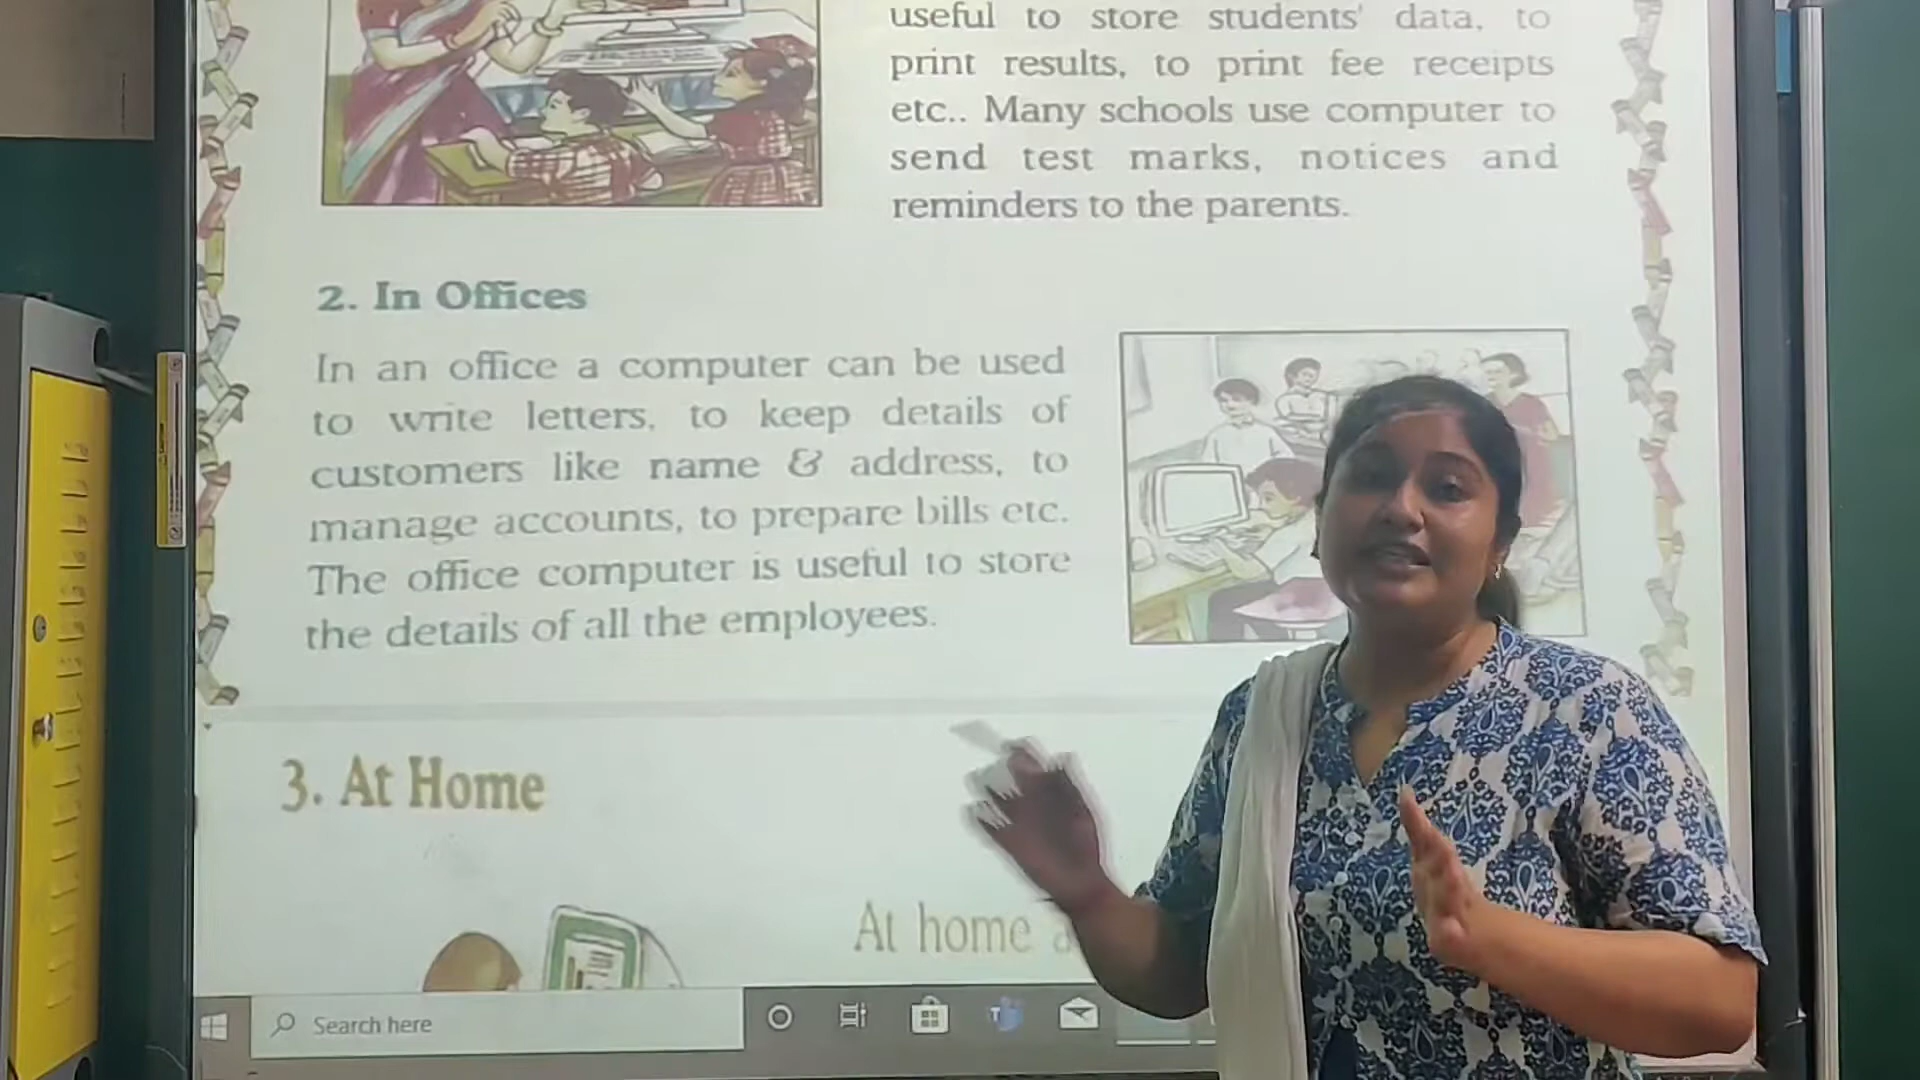 useful to store students' data, to
print results, to print fee receipts
etc.. Many schools use computer to
send test marks, notices and
reminders to the parents.
2. In Offices
In an office a computer can be used
to write letters, to keep details of
customers like name & address, to
manage accounts, to prepare bills etc.
The office computer is useful to store
the details of all the employees.
3. At Home
At home a
Search here